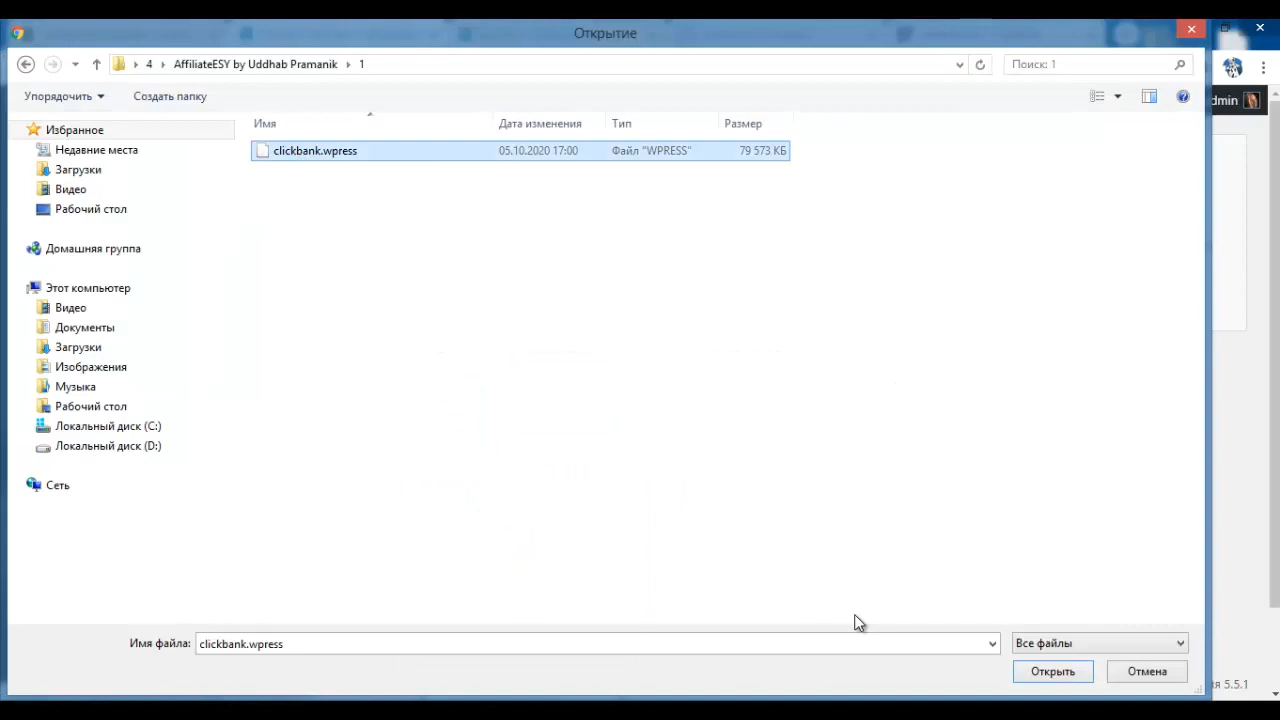 Открытие
4 AffiliateESY by Uddhab Pramanik 1
Поиск: 1
Упорядочить Создать папку
dmin
Имя Дата изменения Тип Размер
clickbank.wpress 05.10.2020 17:00 Файл "WPRESS" 79 573 КБ
Избранное
Недавние места
Загрузки
Видео
Рабочий стол
Домашняя группа
Этот компьютер
Видео
Документы
Загрузки
Изображения
Музыка
Рабочий стол
Локальный диск (C:)
Локальный диск (D:)
Сеть
Имя файла: clickbank.wpress Все файлы
Открыть Отмена
ия 5.5.1